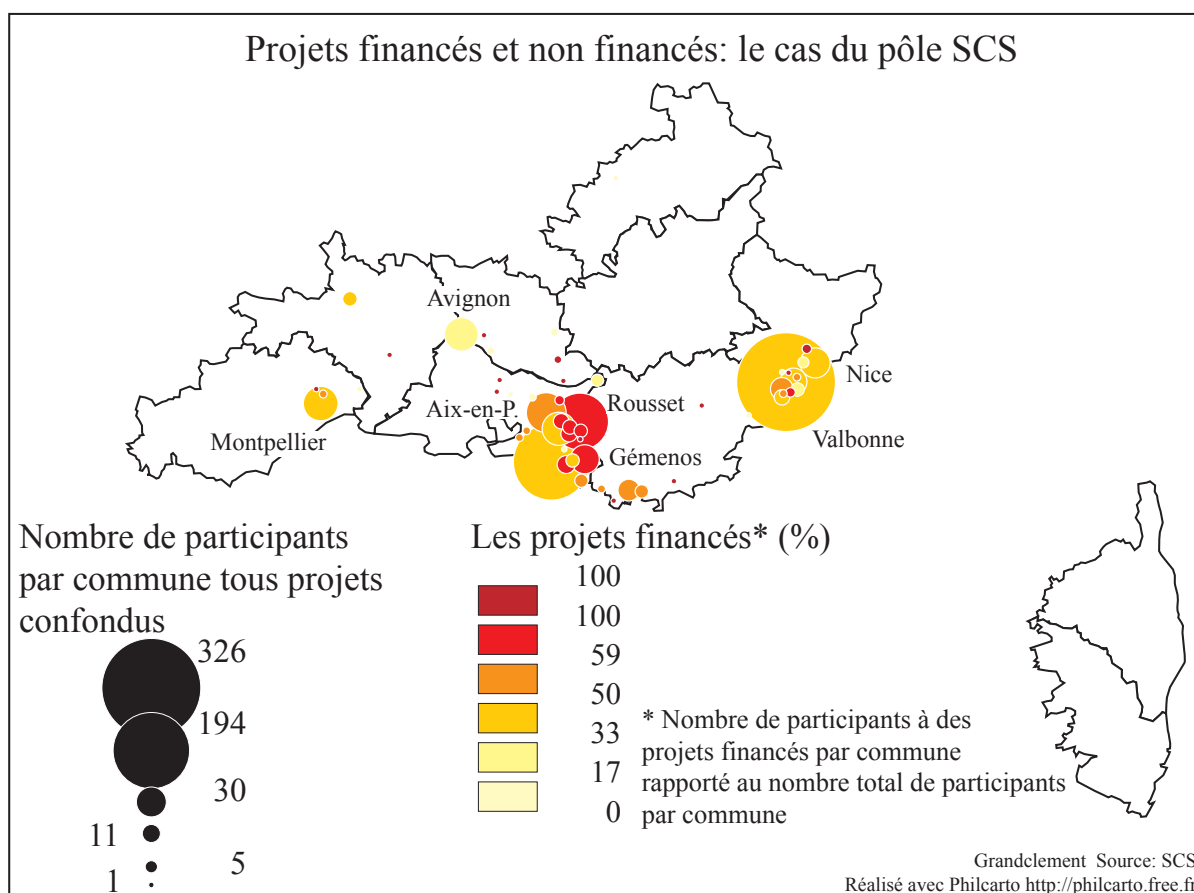 Projets financés et non financés: le cas du pôle SCS
Avignon
Nice
Aix-en-P.
Rousset
Montpellier
Valbonne
Gémenos
Nombre de participants
par commune tous projets
confondus
326
194
30
11
5
1
Les projets financés* (%)
100
100
59
50
33
17
0
* Nombre de participants à des
projets financés par commune
rapporté au nombre total de participants
par commune
Grandclement Source: SCS
Réalisé avec Philcarto http://philcarto.free.fr